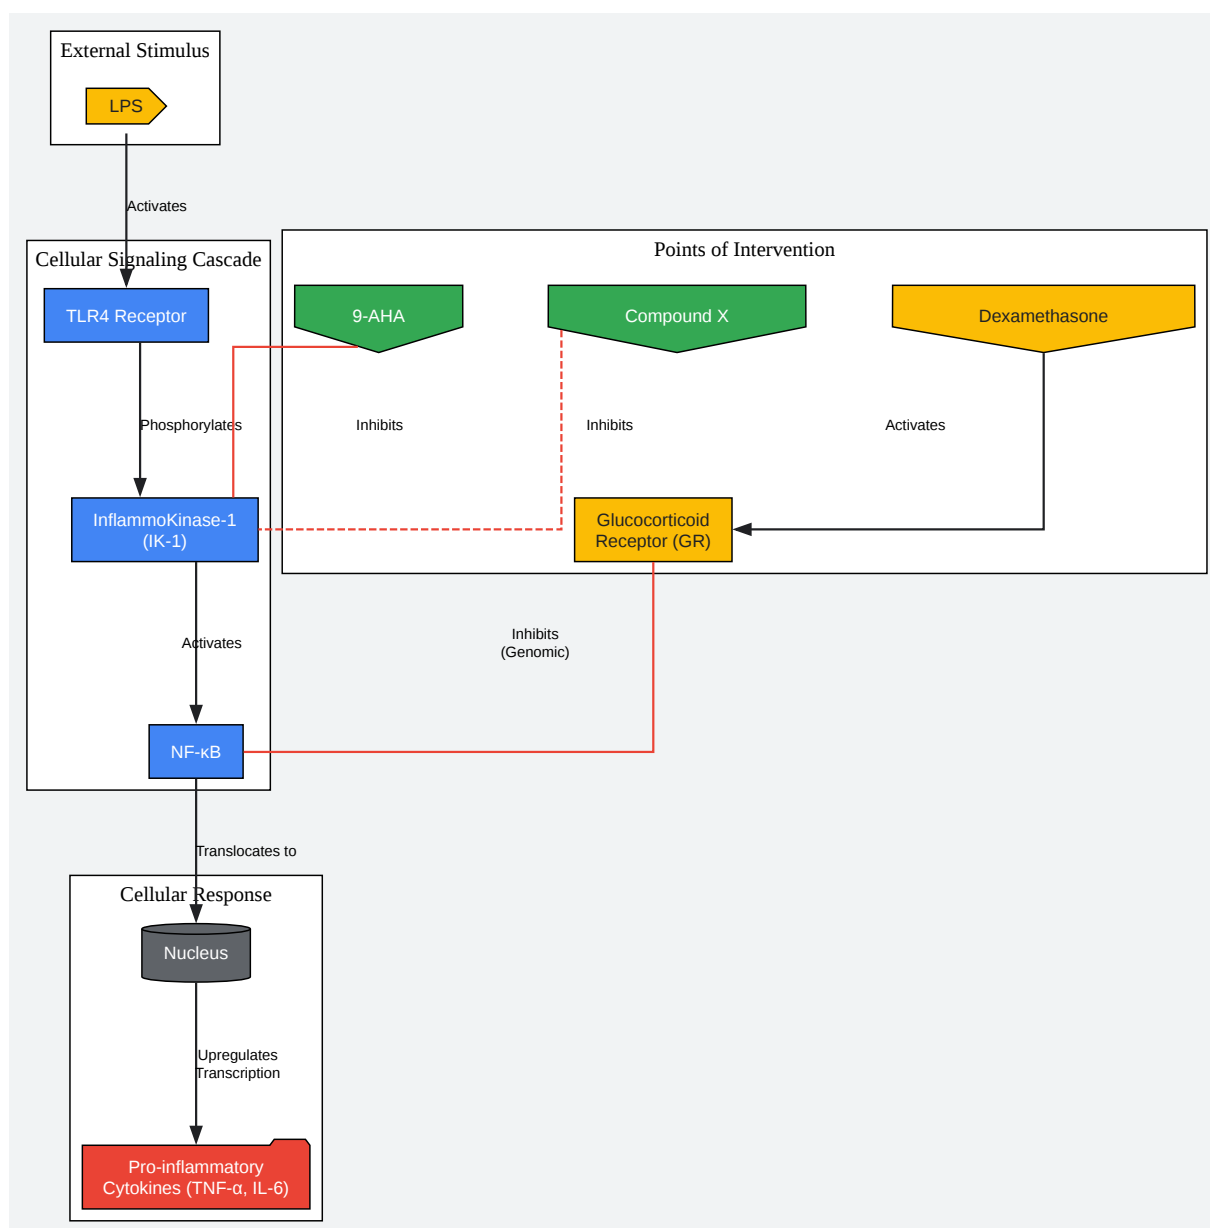 External Stimulus
LPS
Activates
Cellular Signaling Cascade
TLR4 Receptor
Phosphorylates
InflammoKinase-1
(IK-1)
Activates
NF-κB
Points of Intervention
9-AHA
Compound X
Dexamethasone
Inhibits
Inhibits
Activates
Glucocorticoid
Receptor (GR)
Inhibits
(Genomic)
Translocates to
Cellular Response
Nucleus
Upregulates
Transcription
Pro-inflammatory
Cytokines (TNF-α, IL-6)